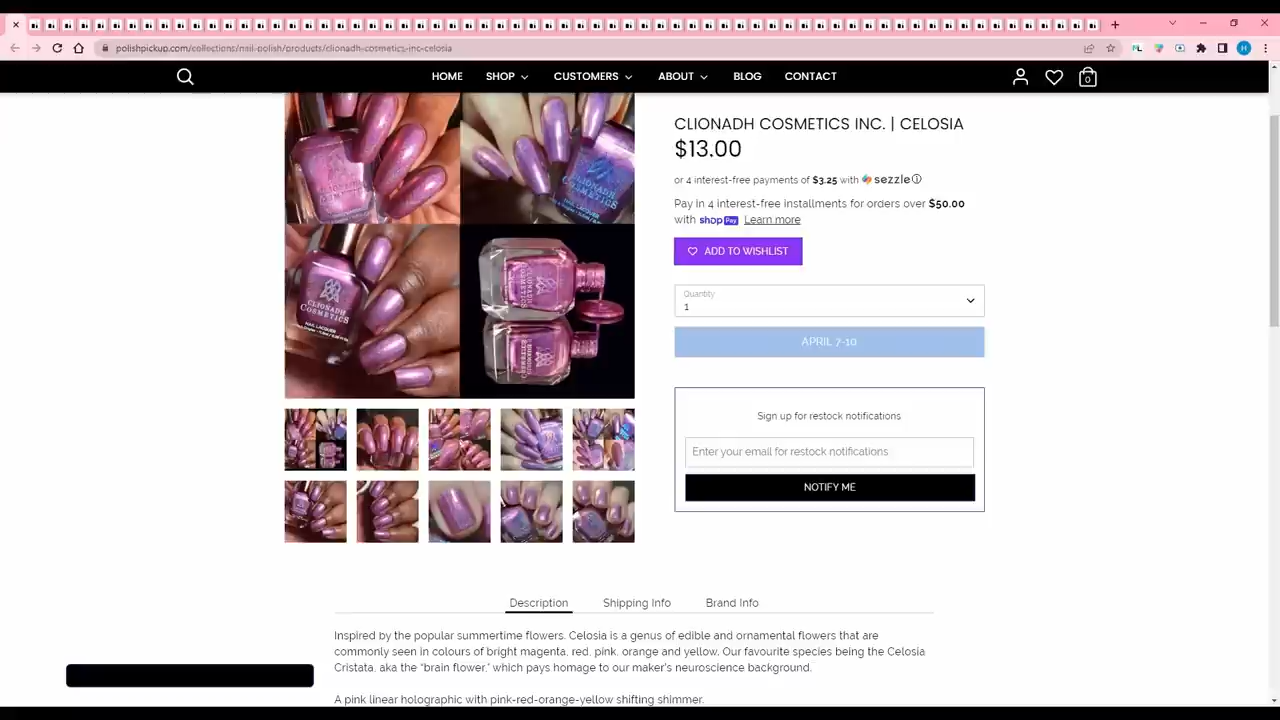 polishpickup.com/collections/nail-polish/products/clionadh-cosmetics-inc-celosia
HOME SHOP CUSTOMERS ABOUT BLOG CONTACT
0
CLIONADH COSMETICS INC. | CELOSIA
$13.00
or 4 interest-free payments of $3.25 with sezzle
Pay in 4 interest-free installments for orders over $50.00
with shop Pay Learn more
ADD TO WISHLIST
Quantity
1
APRIL 7-10
Sign up for restock notifications
Enter your email for restock notifications
NOTIFY ME
CLIONADH
COSMETICS
NAIL LACQUER
Description Shipping Info Brand Info
Inspired by the popular summertime flowers. Celosia is a genus of edible and ornamental flowers that are
commonly seen in colours of bright magenta, red, pink, orange and yellow. Our favourite species being the Celosia
Cristata, aka the "brain flower," which pays homage to our maker's neuroscience background.
A pink linear holographic with pink-red-orange-yellow shifting shimmer.